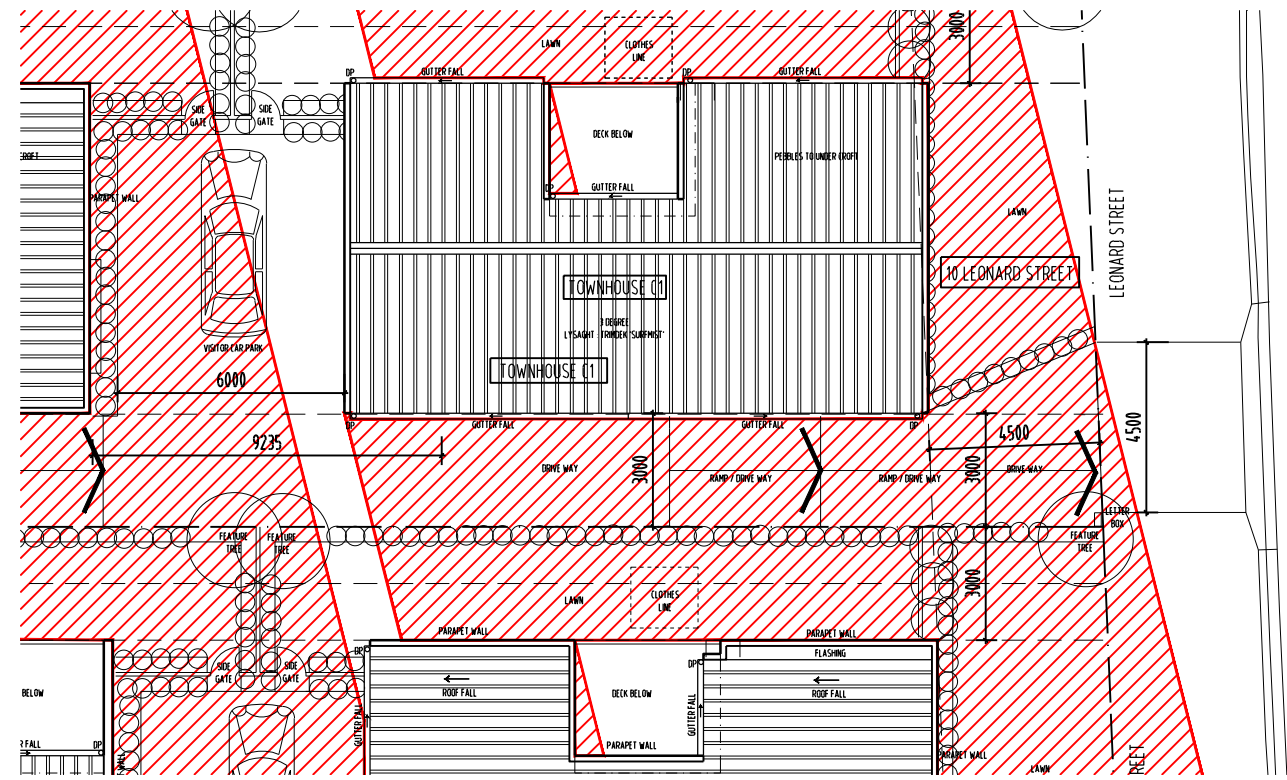 3000
LAWN
CLOTHES
LINE
DP
GUTTER FALL
DP
GUTTER FALL
SIDE
GATE
SIDE
GATE
DECK BELOW
PEBBLES TO UNDER CROFT
PARAPET WALL
DP
GUTTER FALL
LAWN
LEONARD STREET
10 LEONARD STREET
TOWNHOUSE C1
3 DEGREE
LYSAGHT - TRIMDEK 'SURFMIST'
VISITOR CAR PARK
TOWNHOUSE C1
6000
DP
GUTTER FALL
GUTTER FALL
DP
4500
4500
9235
3000
DRIVE WAY
RAMP / DRIVE WAY
RAMP / DRIVE WAY
3000
DRIVE WAY
LETTER
BOX
FEATURE
TREE
FEATURE
TREE
FEATURE
TREE
3000
LAWN
CLOTHES
LINE
PARAPET WALL
PARAPET WALL
DP
FLASHING
SIDE
GATE
SIDE
GATE
DP
BELOW
ROOF FALL
DECK BELOW
ROOF FALL
GUTTER FALL
GUTTER FALL
R FALL
DP
PARAPET WALL
PARAPET WALL
LAWN
REET